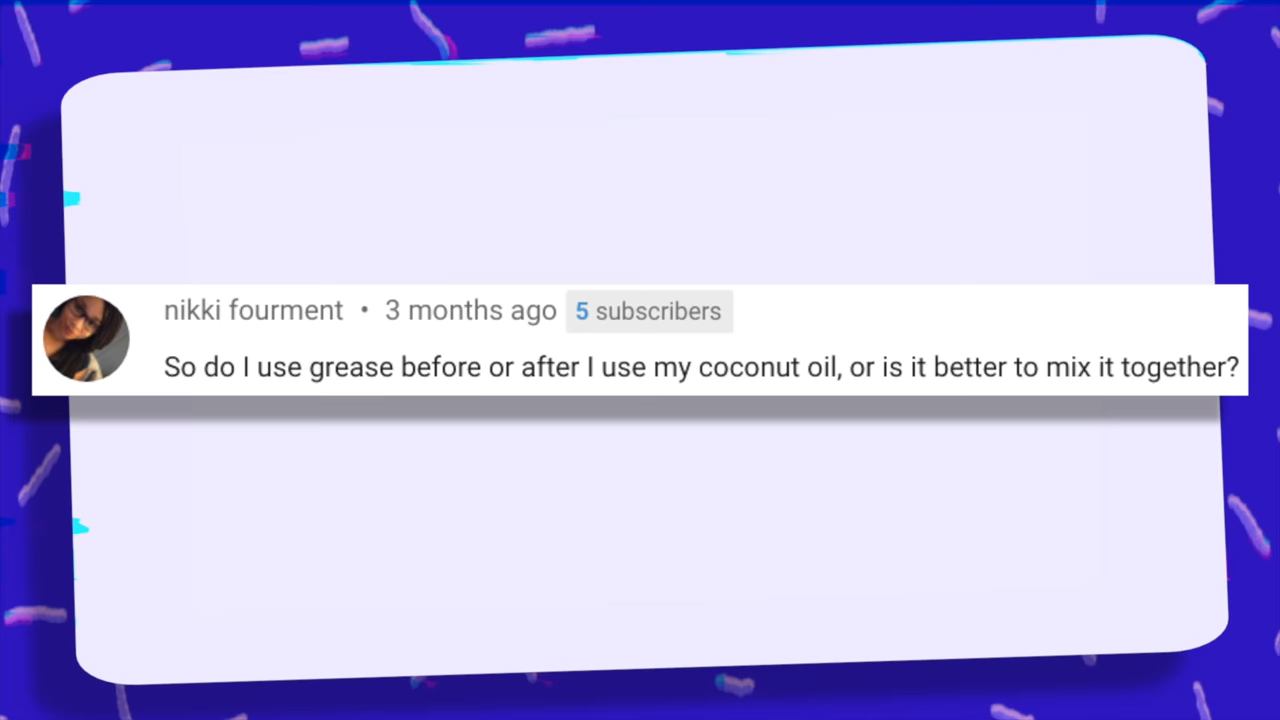 nikki fourment • 3 months ago 5 subscribers
So do I use grease before or after I use my coconut oil, or is it better to mix it together?